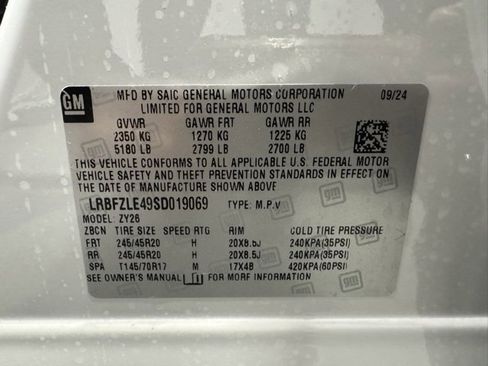 GM
MFD BY SAIC GENERAL MOTORS CORPORATION 09/24
LIMITED FOR GENERAL MOTORS LLC
GVWR GAWR FRT GAWR RR
2350 KG 1270 KG 1225 KG
5180 LB 2799 LB 2700 LB
THIS VEHICLE CONFORMS TO ALL APPLICABLE U.S. FEDERAL MOTOR
VEHICLE SAFETY AND THEFT PREVENTION STANDARDS IN EFFECT ON
THE DATE OF MANUFACTURE SHOWN ABOVE.
LRBFZLE49SD019069 TYPE: M.P.V
MODEL: ZY26
ZBCN TIRE SIZE SPEED RTG RIM COLD TIRE PRESSURE
FRT 245/45R20 H 20X8.5J 240KPA(35PSI)
RR 245/45R20 H 20X8.5J 240KPA(35PSI)
SPA T145/70R17 M 17X4B 420KPA(60PSI)
SEE OWNER'S MANUAL FOR MORE INFORMATION